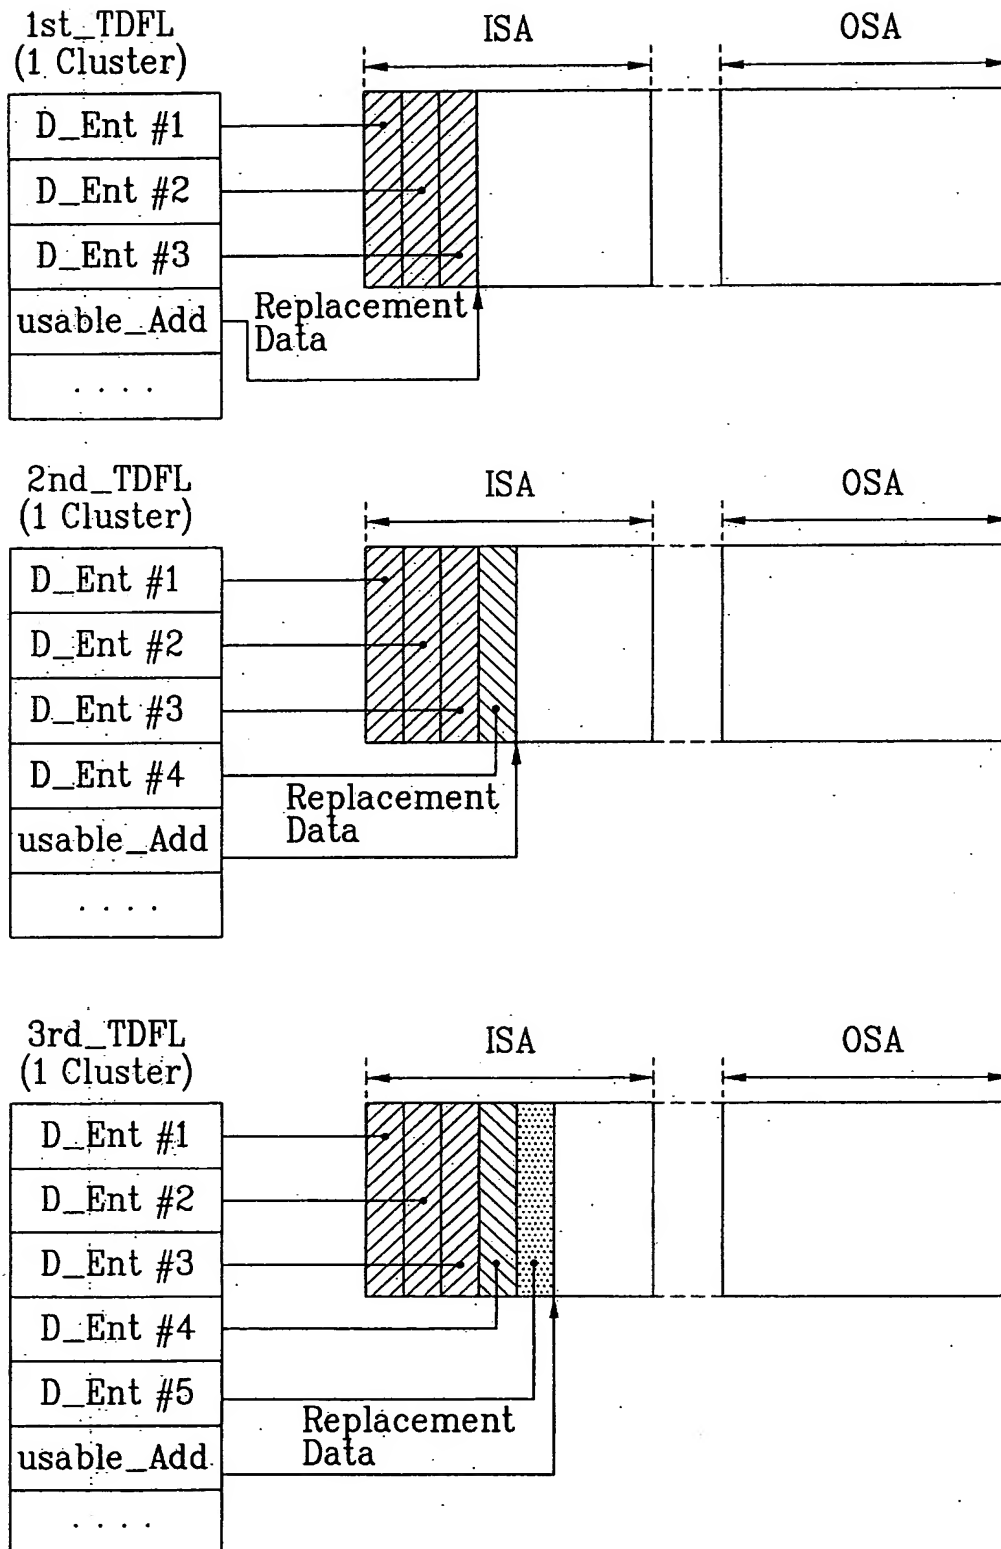 1st_TDFL
(1 Cluster)
ISA
OSA
D_Ent #1
D_Ent #2
D_Ent #3
usable_Add
. . . .
Replacement
Data
2nd_TDFL
(1 Cluster)
ISA
OSA
D_Ent #1
D_Ent #2
D_Ent #3
D_Ent #4
usable_Add
. . . .
Replacement
Data
3rd_TDFL
(1 Cluster)
ISA
OSA
D_Ent #1
D_Ent #2
D_Ent #3
D_Ent #4
D_Ent #5
usable_Add
. . . .
Replacement
Data